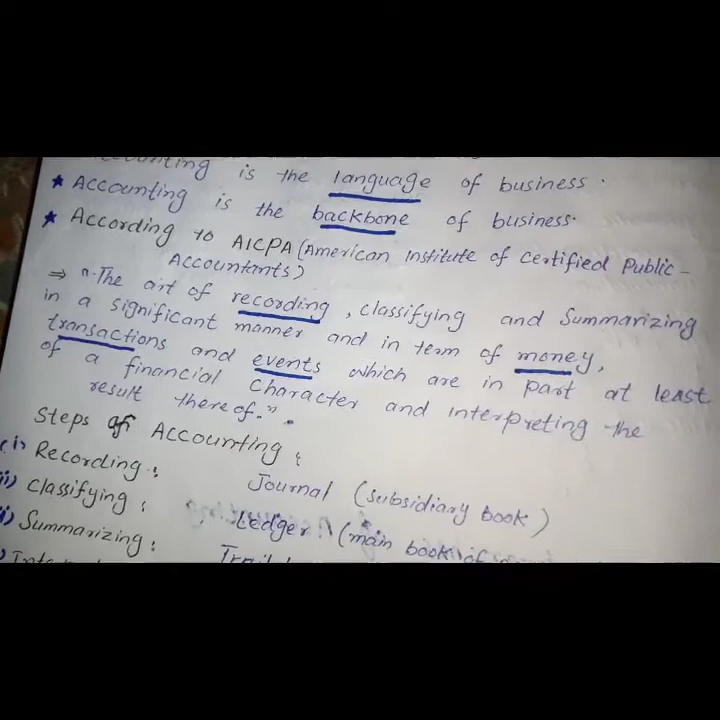 is the language of business.
★ Accounting is the backbone of business.
★ According to AICPA (American Institute of Certified Public -
Accountants)
⇒ "The art of recording, classifying and Summarizing
in a significant manner and in term of money,
transactions and events which are in part at least
of a financial character and interpreting the
result thereof."
Steps of Accounting :
(i) Recording : Journal (Subsidiary book)
ii) Classifying : Ledger (main book of
Summarizing :